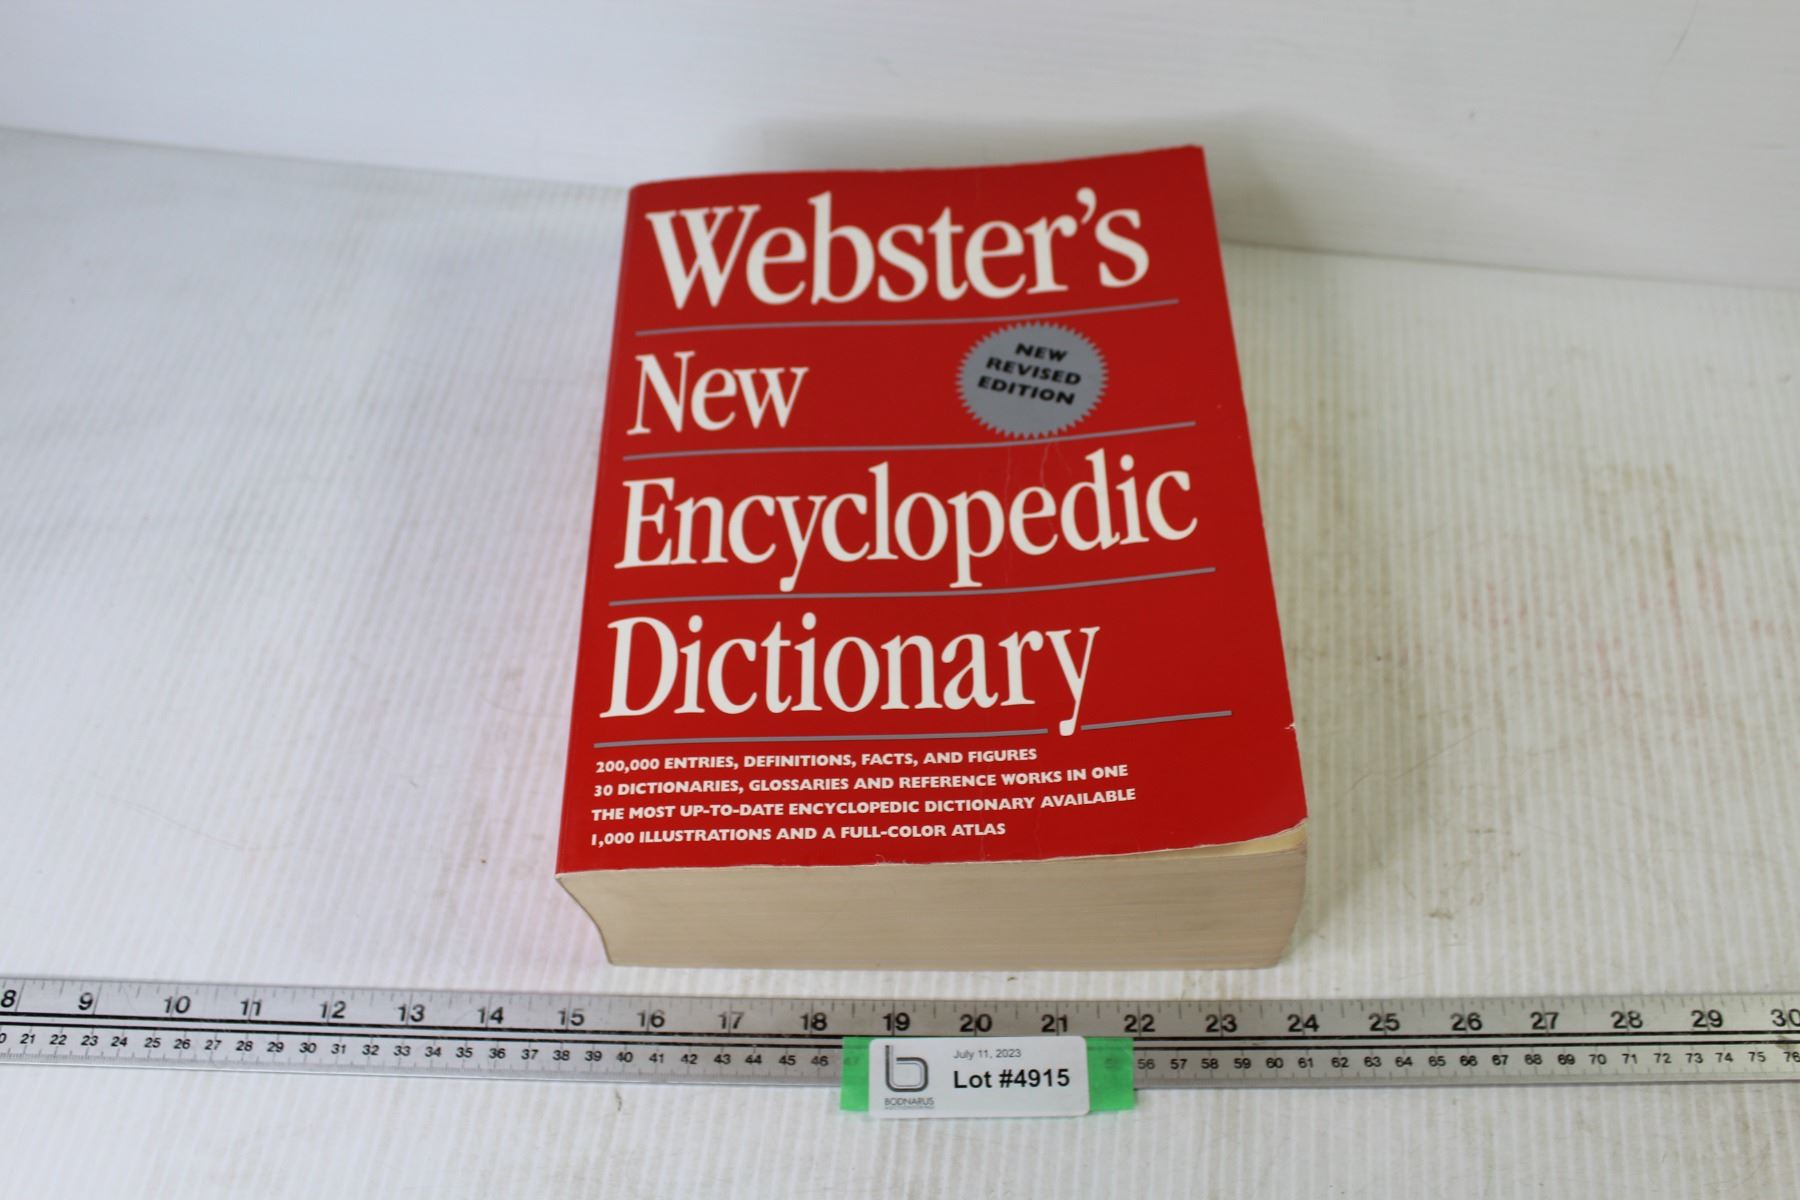 Webster's
New
NEW
REVISED
EDITION
Encyclopedic
Dictionary
200,000 ENTRIES, DEFINITIONS, FACTS, AND FIGURES
30 DICTIONARIES, GLOSSARIES AND REFERENCE WORKS IN ONE
THE MOST UP-TO-DATE ENCYCLOPEDIC DICTIONARY AVAILABLE
1,000 ILLUSTRATIONS AND A FULL-COLOR ATLAS
8 9 10 11 12 13 14 15 16 17 18 19 20 21 22 23 24 25 26 27 28 29 30
21 22 23 24 25 26 27 28 29 30 31 32 33 34 35 36 37 38 39 40 41 42 43 44 45 46 47 56 57 58 59 60 61 62 63 64 65 66 67 68 69 70 71 72 73 74 75 76
July 11, 2023
Lot #4915
BODNARUS